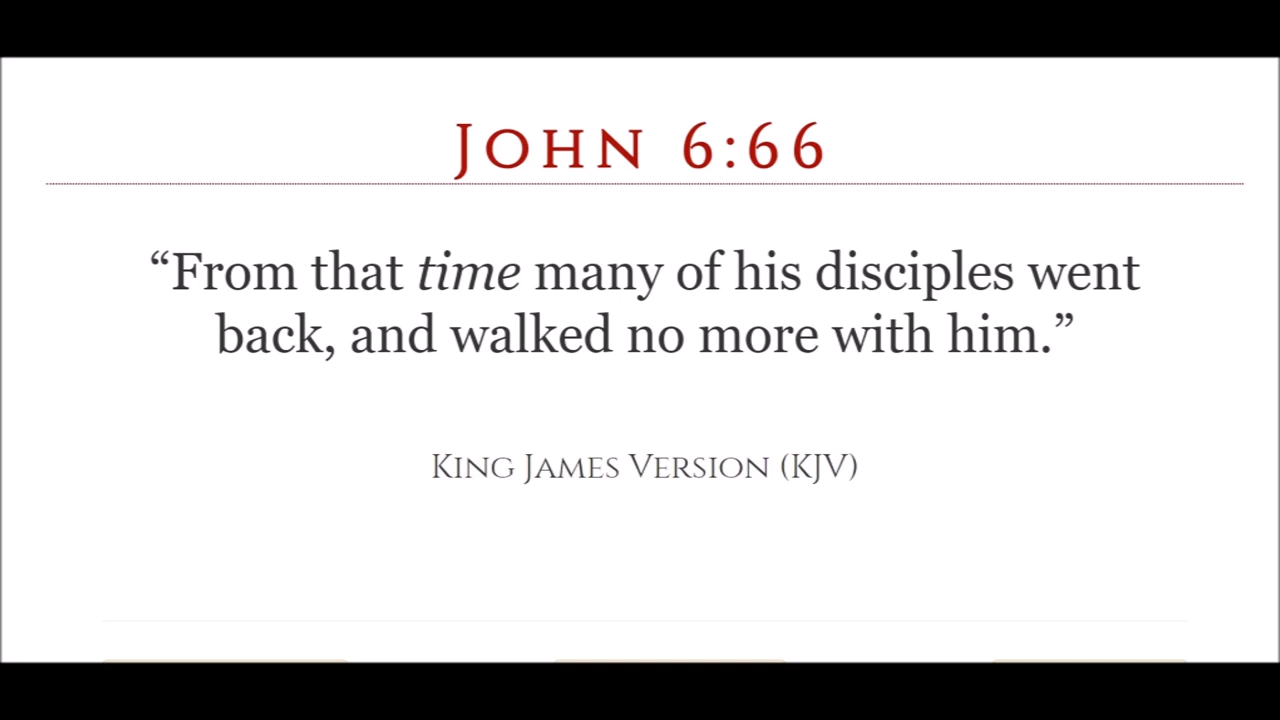 John 6:66
“From that time many of his disciples went
back, and walked no more with him.”
King James Version (KJV)